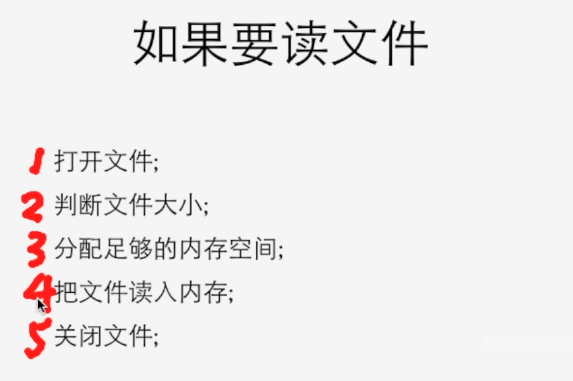 如果要读文件
1 打开文件;
2 判断文件大小;
3 分配足够的内存空间;
4 把文件读入内存;
5 关闭文件;